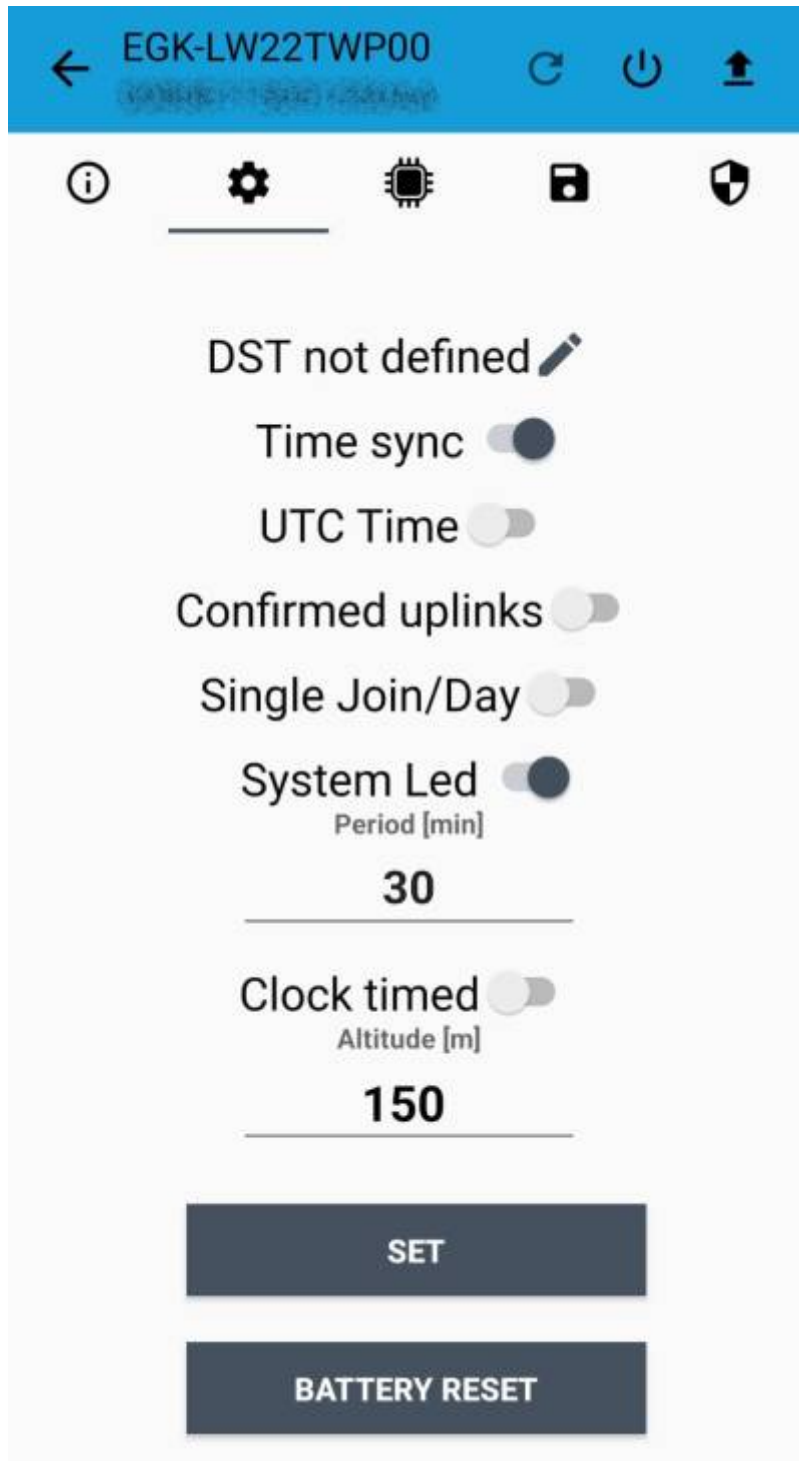 EGK-LW22TWP00
DST not defined
Time sync
UTC Time
Confirmed uplinks
Single Join/Day
System Led
Period [min]
30
Clock timed
Altitude [m]
150
SET
BATTERY RESET